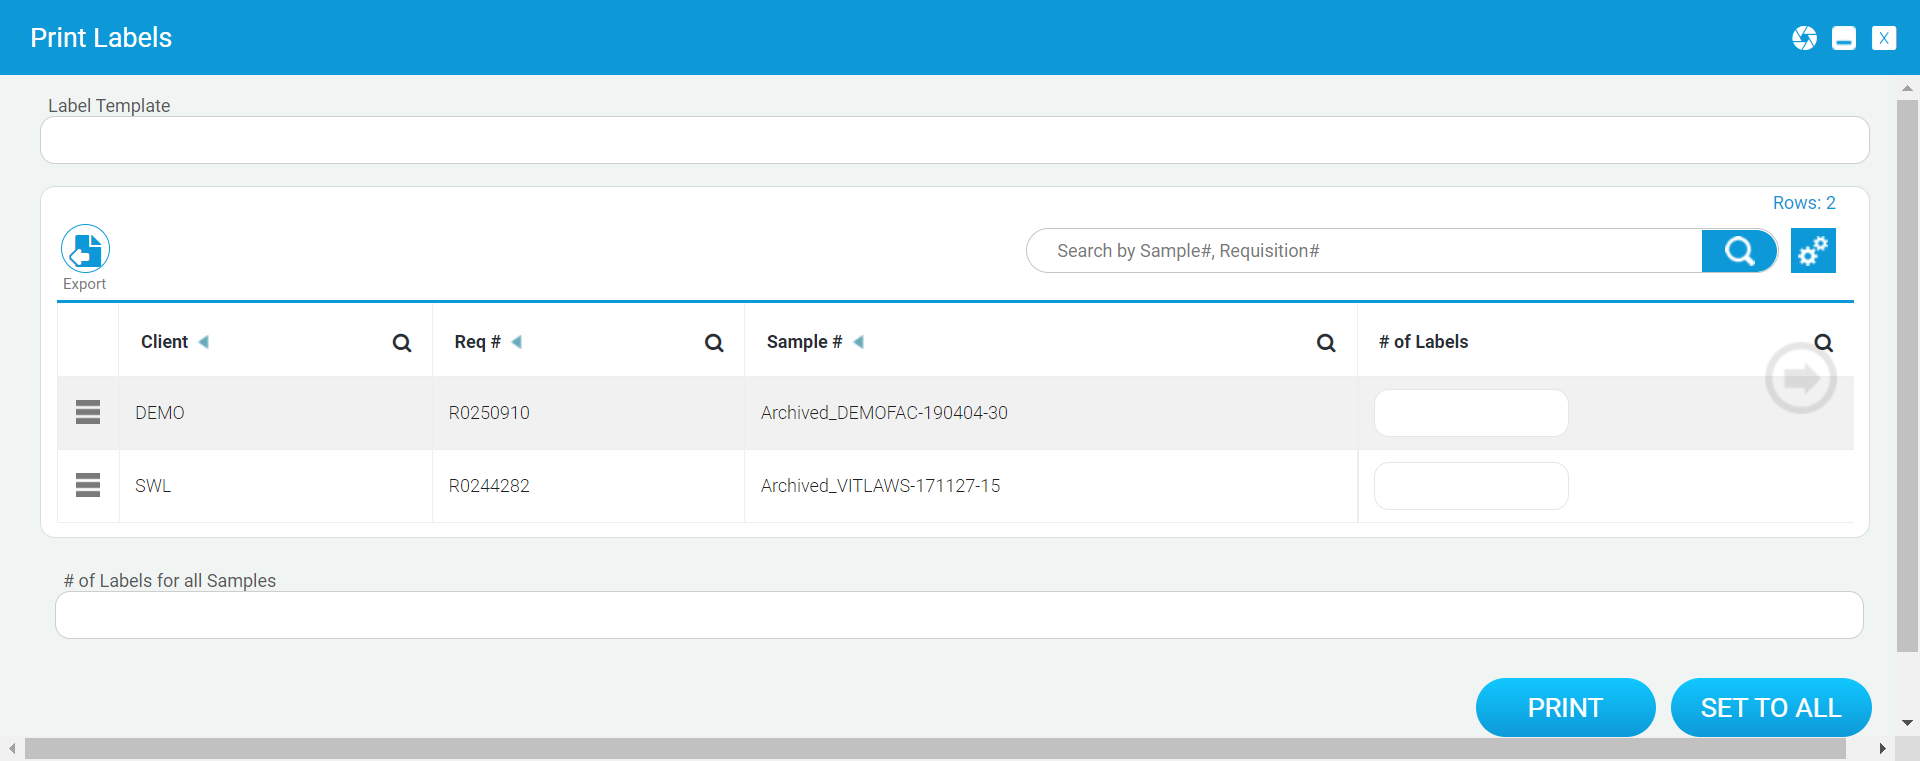 Print Labels
X
Label Template
Rows: 2
Export
Search by Sample#, Requisition#
Client Req # Sample # # of Labels
DEMO R0250910 Archived_DEMOFAC-190404-30
SWL R0244282 Archived_VITLAWS-171127-15
# of Labels for all Samples
PRINT SET TO ALL